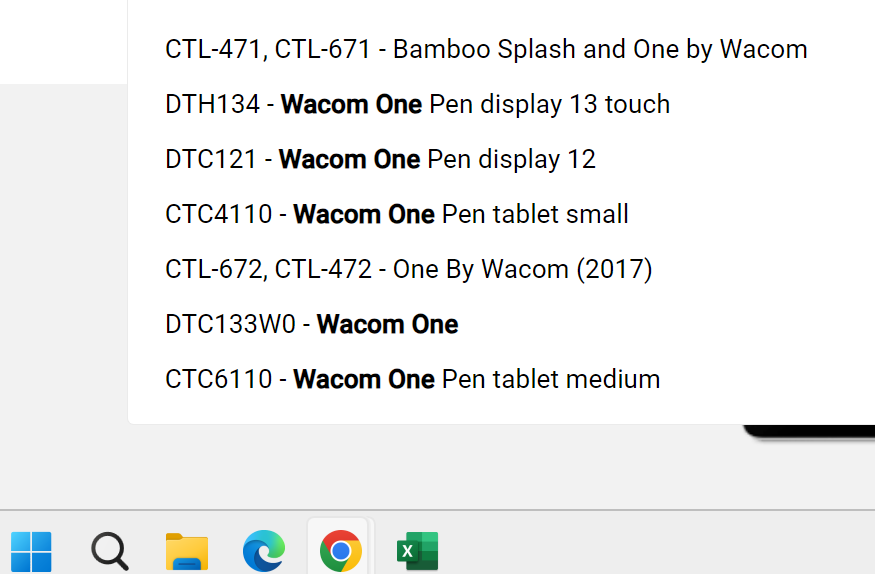 CTL-471, CTL-671 - Bamboo Splash and One by Wacom
DTH134 - Wacom One Pen display 13 touch
DTC121 - Wacom One Pen display 12
CTC4110 - Wacom One Pen tablet small
CTL-672, CTL-472 - One By Wacom (2017)
DTC133W0 - Wacom One
CTC6110 - Wacom One Pen tablet medium
X